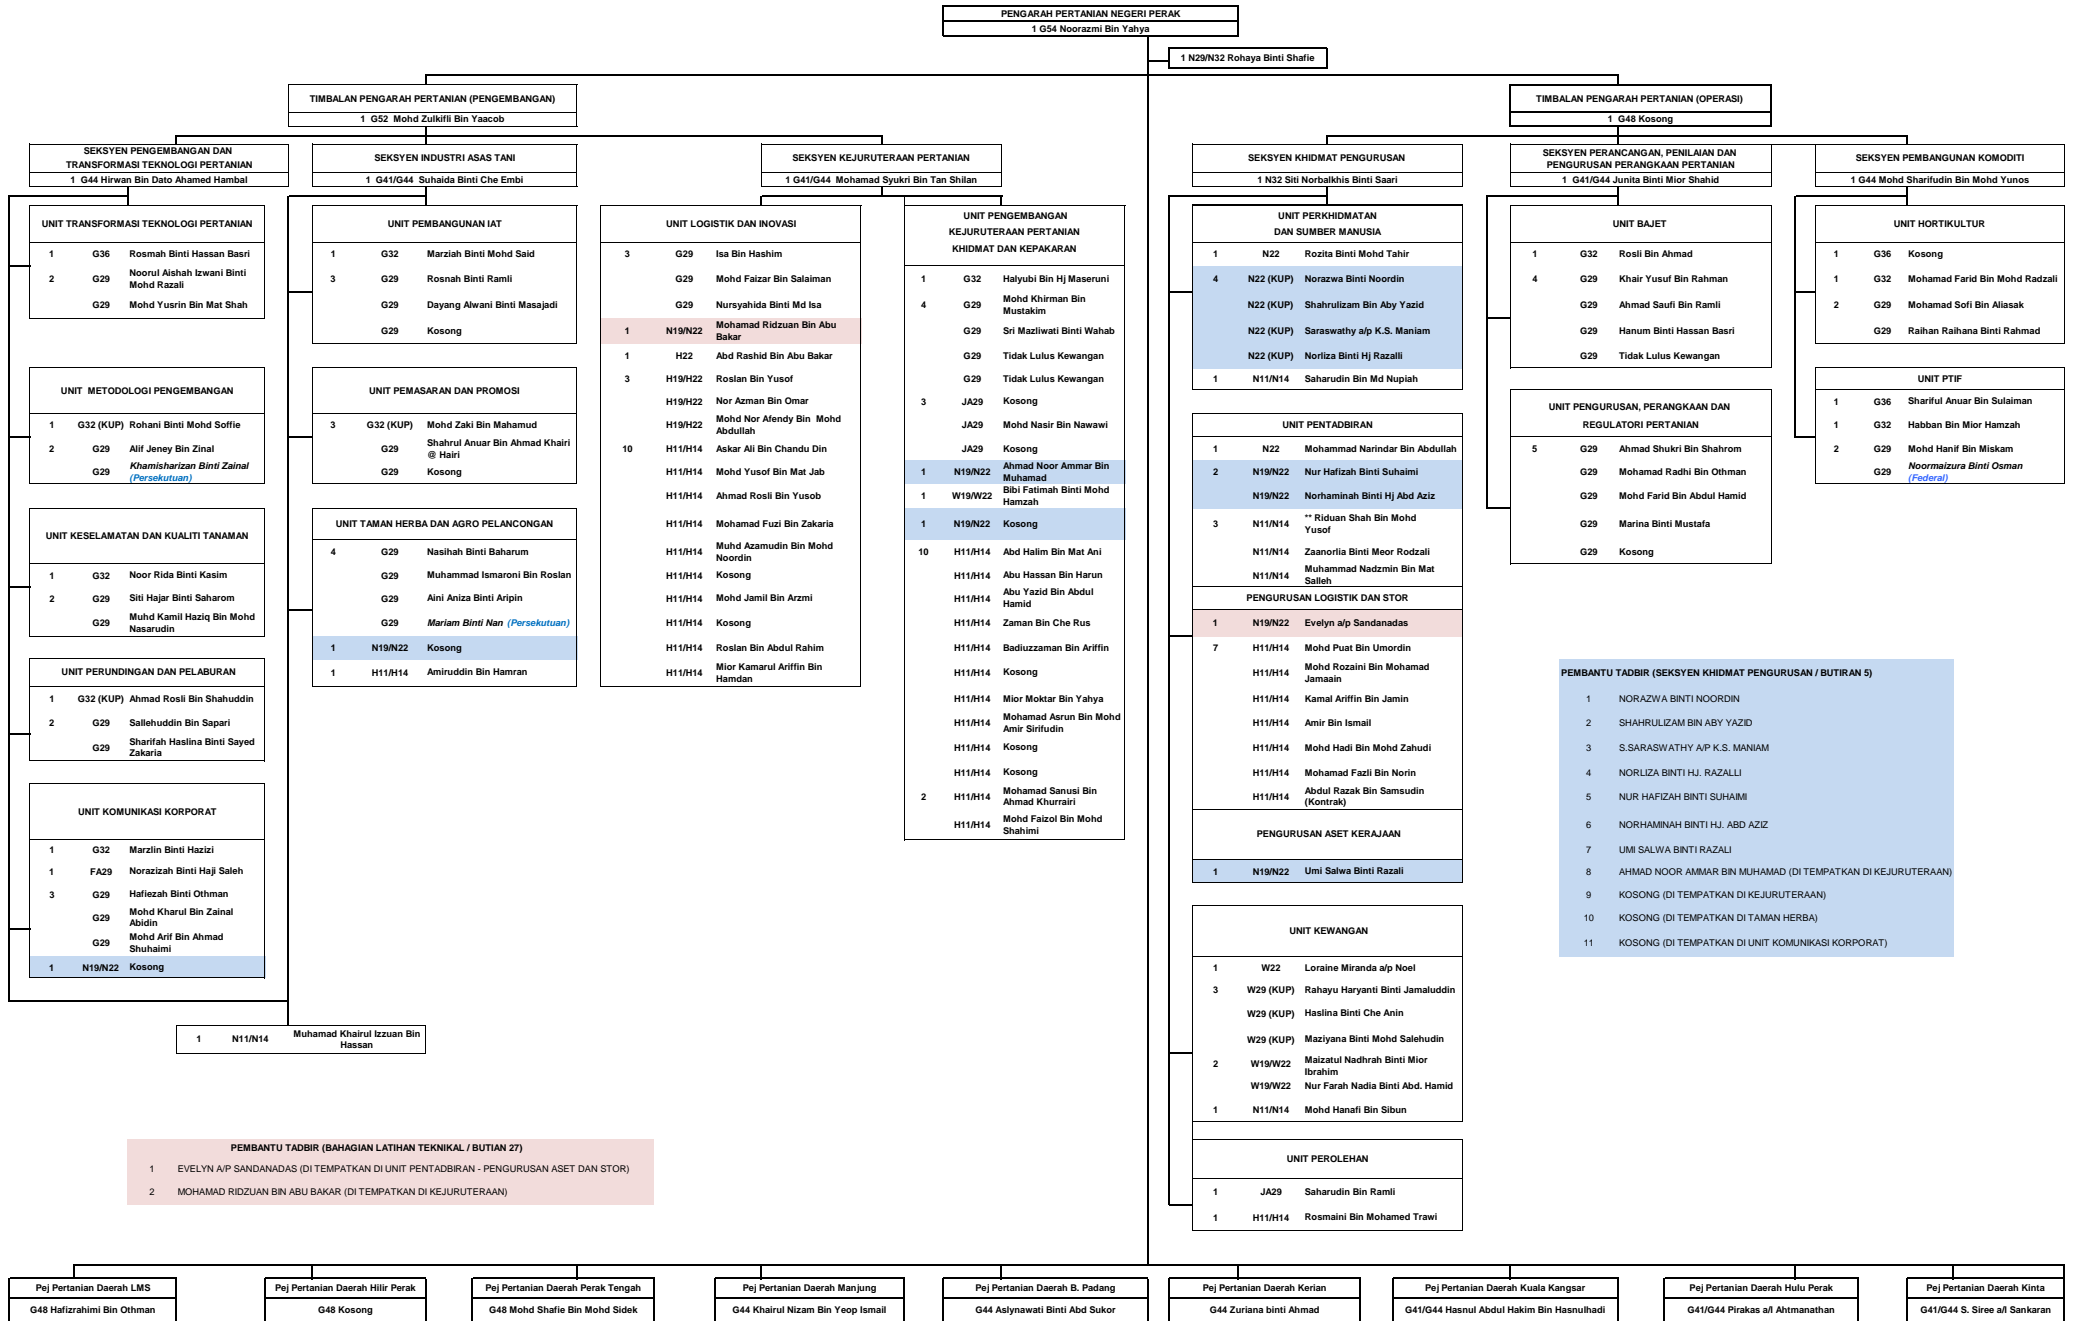 PENGARAH PERTANIAN NEGERI PERAK
1 G54 Noorazmi Bin Yahya
1 N29/N32 Rohaya Binti Shafie
TIMBALAN PENGARAH PERTANIAN (PENGEMBANGAN)
1 G52 Mohd Zulkifli Bin Yaacob
TIMBALAN PENGARAH PERTANIAN (OPERASI)
1 G48 Kosong
SEKSYEN PENGEMBANGAN DAN
TRANSFORMASI TEKNOLOGI PERTANIAN
1 G44 Hirwan Bin Dato Ahamed Hambal
SEKSYEN INDUSTRI ASAS TANI
1 G41/G44 Suhaida Binti Che Embi
SEKSYEN KEJURUTERAAN PERTANIAN
1 G41/G44 Mohamad Syukri Bin Tan Shilan
SEKSYEN KHIDMAT PENGURUSAN
1 N32 Siti Norbalkhis Binti Saari
SEKSYEN PERANCANGAN, PENILAIAN DAN
PENGURUSAN PERANGKAAN PERTANIAN
1 G41/G44 Junita Binti Mior Shahid
SEKSYEN PEMBANGUNAN KOMODITI
1 G44 Mohd Sharifudin Bin Mohd Yunos
UNIT TRANSFORMASI TEKNOLOGI PERTANIAN
1 G36 Rosmah Binti Hassan Basri
2 G29 Noorul Aishah Izwani Binti
Mohd Razali
G29 Mohd Yusrin Bin Mat Shah
UNIT METODOLOGI PENGEMBANGAN
1 G32 (KUP) Rohani Binti Mohd Soffie
2 G29 Alif Jeney Bin Zinal
G29 Khamisharizan Binti Zainal
(Persekutuan)
UNIT KESELAMATAN DAN KUALITI TANAMAN
1 G32 Noor Rida Binti Kasim
2 G29 Siti Hajar Binti Saharom
G29 Muhd Kamil Haziq Bin Mohd
Nasarudin
UNIT PERUNDINGAN DAN PELABURAN
1 G32 (KUP) Ahmad Rosli Bin Shahuddin
2 G29 Sallehuddin Bin Sapari
G29 Sharifah Haslina Binti Sayed
Zakaria
UNIT KOMUNIKASI KORPORAT
1 G32 Marzlin Binti Hazizi
1 FA29 Norazizah Binti Haji Saleh
3 G29 Hafiezah Binti Othman
G29 Mohd Kharul Bin Zainal
Abidin
G29 Mohd Arif Bin Ahmad
Shuhaimi
1 N19/N22 Kosong
UNIT PEMBANGUNAN IAT
1 G32 Marziah Binti Mohd Said
3 G29 Rosnah Binti Ramli
G29 Dayang Alwani Binti Masajadi
G29 Kosong
UNIT PEMASARAN DAN PROMOSI
3 G32 (KUP) Mohd Zaki Bin Mahamud
G29 Shahrul Anuar Bin Ahmad Khairi
@ Hairi
G29 Kosong
UNIT TAMAN HERBA DAN AGRO PELANCONGAN
4 G29 Nasihah Binti Baharum
G29 Muhammad Ismaroni Bin Roslan
G29 Aini Aniza Binti Aripin
G29 Mariam Binti Nan (Persekutuan)
1 N19/N22 Kosong
1 H11/H14 Amiruddin Bin Hamran
1 N11/N14 Muhamad Khairul Izzuan Bin
Hassan
UNIT LOGISTIK DAN INOVASI
3 G29 Isa Bin Hashim
G29 Mohd Faizar Bin Salaiman
G29 Nursyahida Binti Md Isa
1 N19/N22 Mohamad Ridzuan Bin Abu
Bakar
1 H22 Abd Rashid Bin Abu Bakar
3 H19/H22 Roslan Bin Yusof
H19/H22 Nor Azman Bin Omar
H19/H22 Mohd Nor Afendy Bin Mohd
Abdullah
10 H11/H14 Askar Ali Bin Chandu Din
H11/H14 Mohd Yusof Bin Mat Jab
H11/H14 Ahmad Rosli Bin Yusob
H11/H14 Mohamad Fuzi Bin Zakaria
H11/H14 Muhd Azamudin Bin Mohd
Noordin
H11/H14 Kosong
H11/H14 Mohd Jamil Bin Arzmi
H11/H14 Kosong
H11/H14 Roslan Bin Abdul Rahim
H11/H14 Mior Kamarul Ariffin Bin
Hamdan
UNIT PENGEMBANGAN
KEJURUTERAAN PERTANIAN
KHIDMAT DAN KEPAKARAN
1 G32 Halyubi Bin Hj Maseruni
4 G29 Mohd Khirman Bin
Mustakim
G29 Sri Mazliwati Binti Wahab
G29 Tidak Lulus Kewangan
G29 Tidak Lulus Kewangan
3 JA29 Kosong
JA29 Mohd Nasir Bin Nawawi
JA29 Kosong
1 N19/N22 Ahmad Noor Ammar Bin
Muhamad
1 W19/W22 Bibi Fatimah Binti Mohd
Hamzah
1 N19/N22 Kosong
10 H11/H14 Abd Halim Bin Mat Ani
H11/H14 Abu Hassan Bin Harun
H11/H14 Abu Yazid Bin Abdul
Hamid
H11/H14 Zaman Bin Che Rus
H11/H14 Badiuzzaman Bin Ariffin
H11/H14 Kosong
H11/H14 Mior Moktar Bin Yahya
H11/H14 Mohamad Asrun Bin Mohd
Amir Sirifudin
H11/H14 Kosong
H11/H14 Kosong
2 H11/H14 Mohamad Sanusi Bin
Ahmad Khurrairi
H11/H14 Mohd Faizol Bin Mohd
Shahimi
UNIT PERKHIDMATAN
DAN SUMBER MANUSIA
1 N22 Rozita Binti Mohd Tahir
4 N22 (KUP) Norazwa Binti Noordin
N22 (KUP) Shahrulizam Bin Aby Yazid
N22 (KUP) Saraswathy a/p K.S. Maniam
N22 (KUP) Norliza Binti Hj Razalli
1 N11/N14 Saharudin Bin Md Nupiah
UNIT PENTADBIRAN
1 N22 Mohammad Narindar Bin Abdullah
2 N19/N22 Nur Hafizah Binti Suhaimi
N19/N22 Norhaminah Binti Hj Abd Aziz
3 N11/N14 ** Riduan Shah Bin Mohd
Yusof
N11/N14 Zaanorlia Binti Meor Rodzali
N11/N14 Muhammad Nadzmin Bin Mat
Salleh
PENGURUSAN LOGISTIK DAN STOR
1 N19/N22 Evelyn a/p Sandanadas
7 H11/H14 Mohd Puat Bin Umordin
H11/H14 Mohd Rozaini Bin Mohamad
Jamaain
H11/H14 Kamal Ariffin Bin Jamin
H11/H14 Amir Bin Ismail
H11/H14 Mohd Hadi Bin Mohd Zahudi
H11/H14 Mohamad Fazli Bin Norin
H11/H14 Abdul Razak Bin Samsudin
(Kontrak)
PENGURUSAN ASET KERAJAAN
1 N19/N22 Umi Salwa Binti Razali
UNIT KEWANGAN
1 W22 Loraine Miranda a/p Noel
3 W29 (KUP) Rahayu Haryanti Binti Jamaluddin
W29 (KUP) Haslina Binti Che Anin
W29 (KUP) Maziyana Binti Mohd Salehudin
2 W19/W22 Maizatul Nadhrah Binti Mior
Ibrahim
W19/W22 Nur Farah Nadia Binti Abd. Hamid
1 N11/N14 Mohd Hanafi Bin Sibun
UNIT PEROLEHAN
1 JA29 Saharudin Bin Ramli
1 H11/H14 Rosmaini Bin Mohamed Trawi
UNIT BAJET
1 G32 Rosli Bin Ahmad
4 G29 Khair Yusuf Bin Rahman
G29 Ahmad Saufi Bin Ramli
G29 Hanum Binti Hassan Basri
G29 Tidak Lulus Kewangan
UNIT PENGURUSAN, PERANGKAAN DAN
REGULATORI PERTANIAN
5 G29 Ahmad Shukri Bin Shahrom
G29 Mohamad Radhi Bin Othman
G29 Mohd Farid Bin Abdul Hamid
G29 Marina Binti Mustafa
G29 Kosong
UNIT HORTIKULTUR
1 G36 Kosong
1 G32 Mohamad Farid Bin Mohd Radzali
2 G29 Mohamad Sofi Bin Aliasak
G29 Raihan Raihana Binti Rahmad
UNIT PTIF
1 G36 Shariful Anuar Bin Sulaiman
1 G32 Habban Bin Mior Hamzah
2 G29 Mohd Hanif Bin Miskam
G29 Noormaizura Binti Osman
(Federal)
PEMBANTU TADBIR (SEKSYEN KHIDMAT PENGURUSAN / BUTIRAN 5)
1 NORAZWA BINTI NOORDIN
2 SHAHRULIZAM BIN ABY YAZID
3 S.SARASWATHY A/P K.S. MANIAM
4 NORLIZA BINTI HJ. RAZALLI
5 NUR HAFIZAH BINTI SUHAIMI
6 NORHAMINAH BINTI HJ. ABD AZIZ
7 UMI SALWA BINTI RAZALI
8 AHMAD NOOR AMMAR BIN MUHAMAD (DI TEMPATKAN DI KEJURUTERAAN)
9 KOSONG (DI TEMPATKAN DI KEJURUTERAAN)
10 KOSONG (DI TEMPATKAN DI TAMAN HERBA)
11 KOSONG (DI TEMPATKAN DI UNIT KOMUNIKASI KORPORAT)
PEMBANTU TADBIR (BAHAGIAN LATIHAN TEKNIKAL / BUTIAN 27)
1 EVELYN A/P SANDANADAS (DI TEMPATKAN DI UNIT PENTADBIRAN - PENGURUSAN ASET DAN STOR)
2 MOHAMAD RIDZUAN BIN ABU BAKAR (DI TEMPATKAN DI KEJURUTERAAN)
Pej Pertanian Daerah LMS
G48 Hafizrahimi Bin Othman
Pej Pertanian Daerah Hilir Perak
G48 Kosong
Pej Pertanian Daerah Perak Tengah
G48 Mohd Shafie Bin Mohd Sidek
Pej Pertanian Daerah Manjung
G44 Khairul Nizam Bin Yeop Ismail
Pej Pertanian Daerah B. Padang
G44 Aslynawati Binti Abd Sukor
Pej Pertanian Daerah Kerian
G44 Zuriana binti Ahmad
Pej Pertanian Daerah Kuala Kangsar
G41/G44 Hasnul Abdul Hakim Bin Hasnulhadi
Pej Pertanian Daerah Hulu Perak
G41/G44 Pirakas a/l Ahtmanathan
Pej Pertanian Daerah Kinta
G41/G44 S. Siree a/l Sankaran